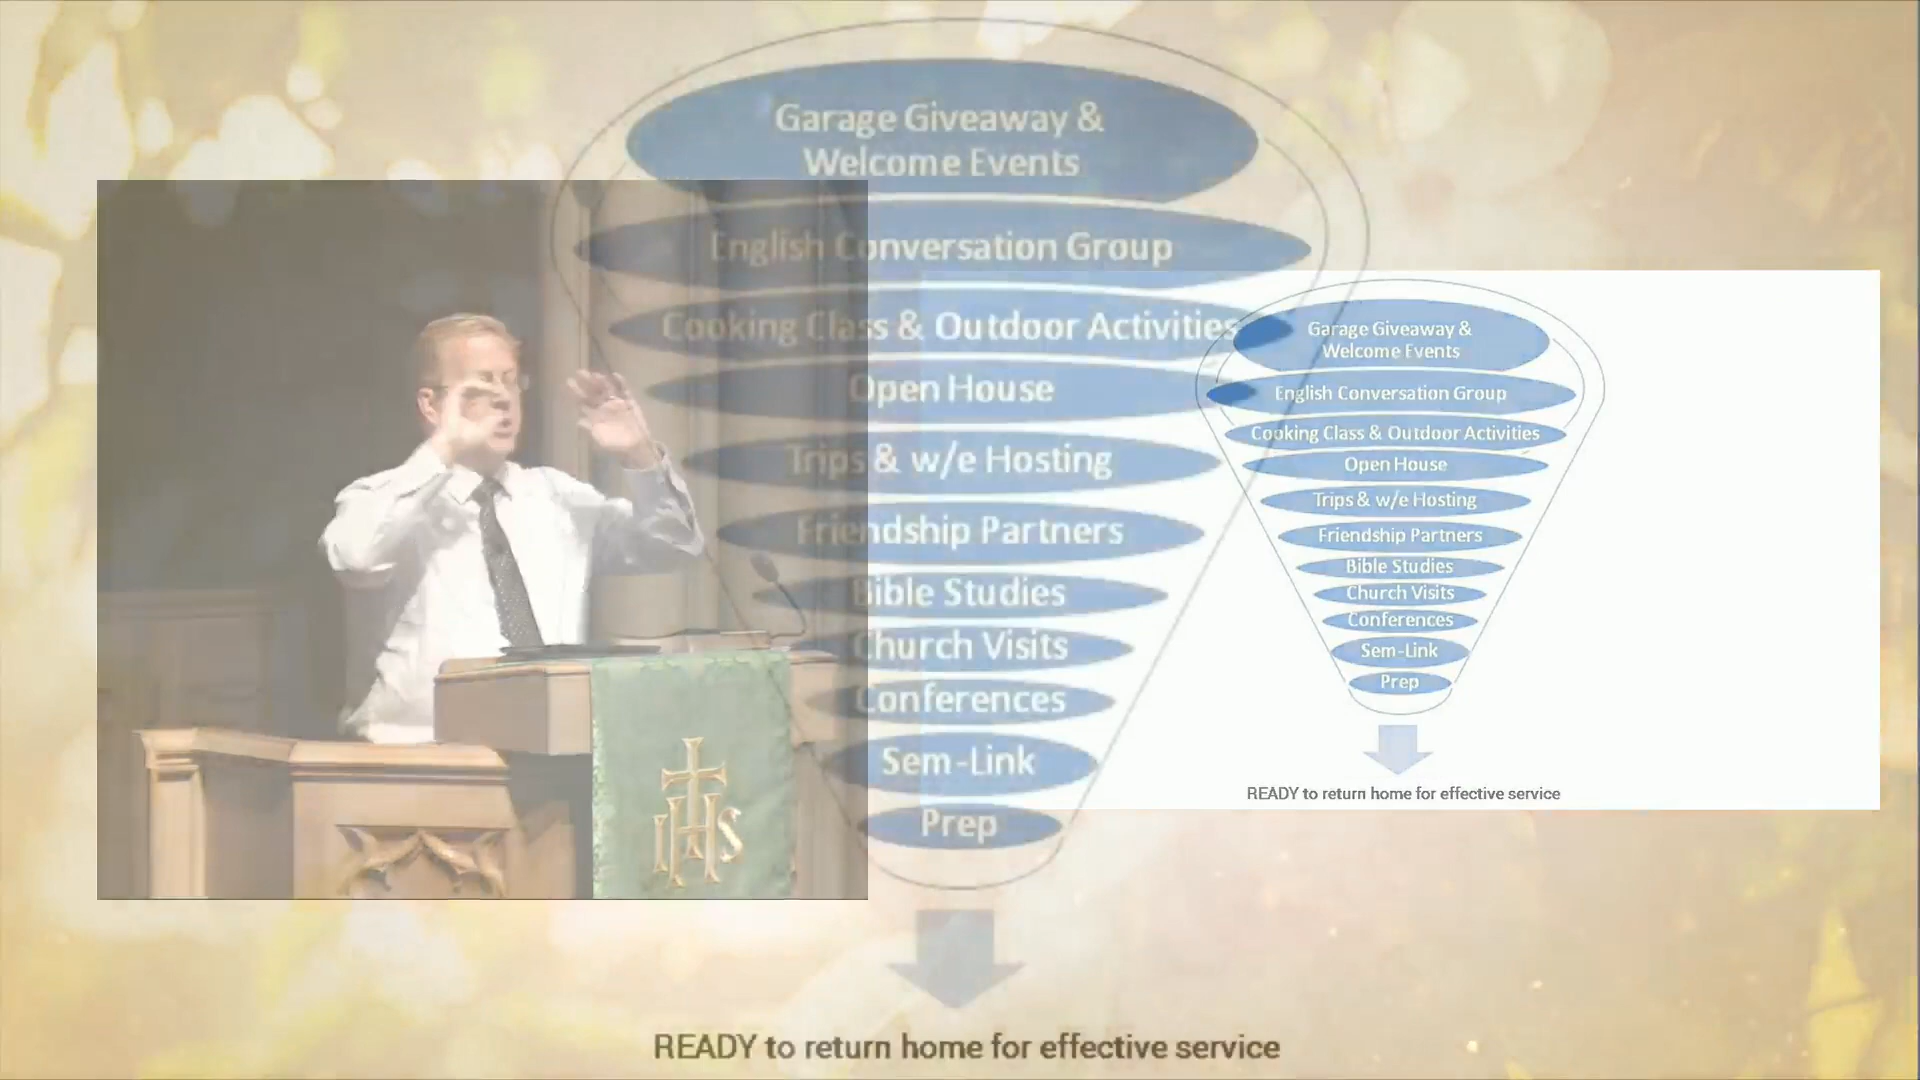 Garage Giveaway &
Welcome Events
English Conversation Group
Cooking Class & Outdoor Activities
Open House
Trips & w/e Hosting
Friendship Partners
Bible Studies
Church Visits
Conferences
Sem-Link
Prep
READY to return home for effective service
IHS
Garage Giveaway &
Welcome Events
English Conversation Group
Cooking Class & Outdoor Activities
Open House
Trips & w/e Hosting
Friendship Partners
Bible Studies
Church Visits
Conferences
Sem-Link
Prep
READY to return home for effective service